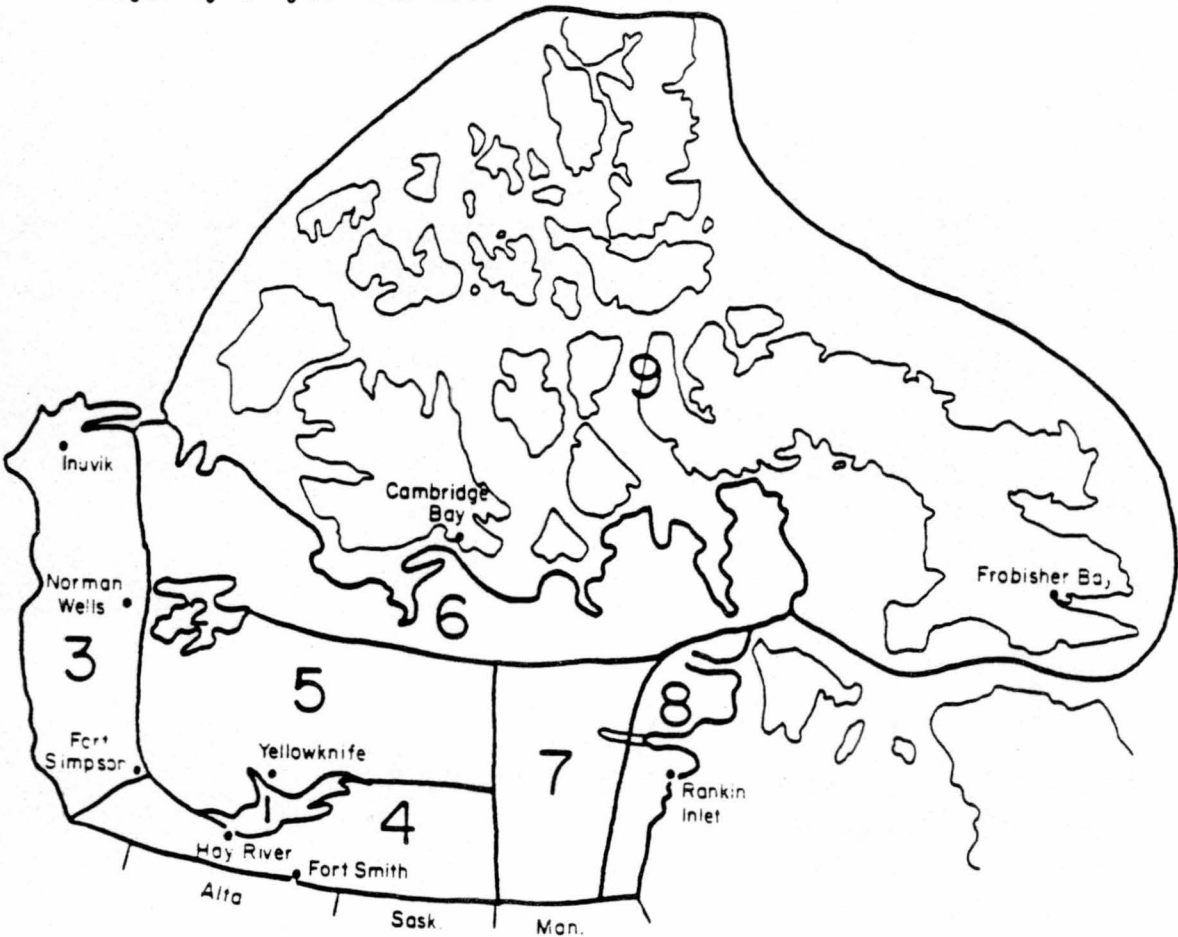 9
Inuvik
Cambridge
Bay
Norman
Wells
Frobisher Bay
2
6
3
5
8
Fort
Simpson
Yellowknife
7
1
Rankin
Inlet
4
Hay River
Fort Smith
Alta
Sask.
Man.